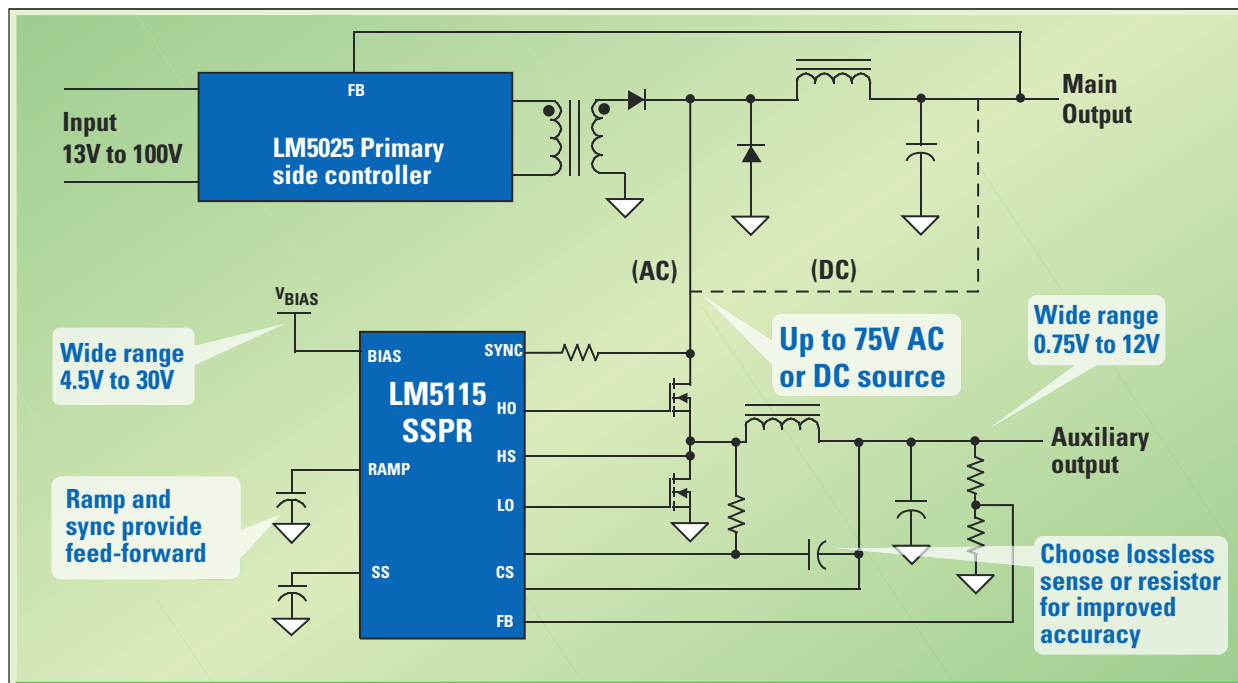 FB
Input
13V to 100V
LM5025 Primary
side controller
Main
Output
(AC)
(DC)
VBIAS
Wide range
4.5V to 30V
BIAS
SYNC
LM5115
SSPR
HO
HS
RAMP
LO
SS
CS
FB
Up to 75V AC
or DC source
Wide range
0.75V to 12V
Auxiliary
output
Ramp and
sync provide
feed-forward
Choose lossless
sense or resistor
for improved
accuracy